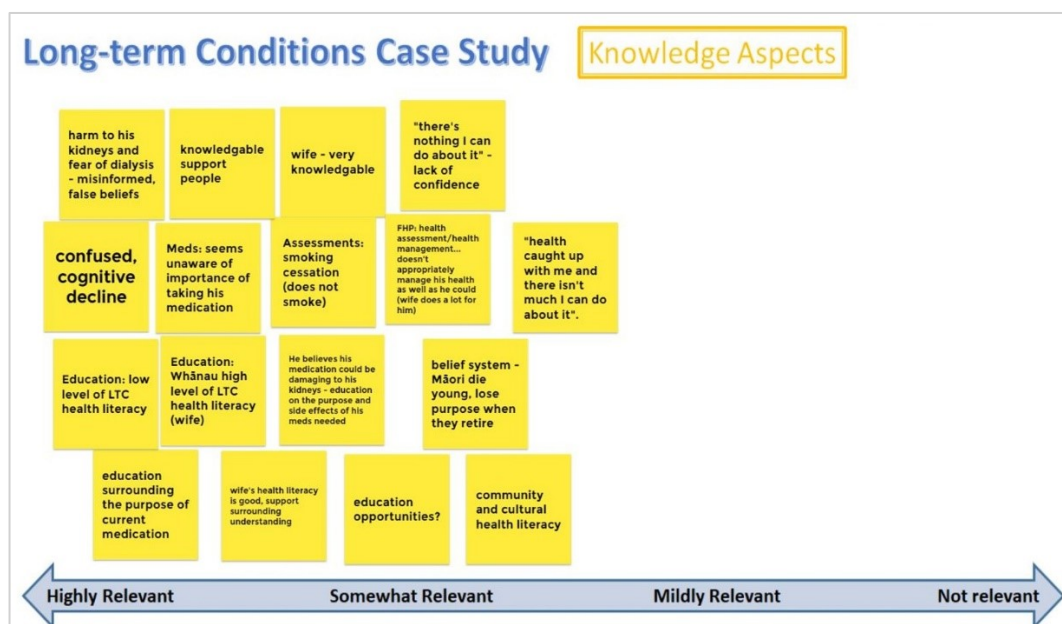 Long-term Conditions Case Study
Knowledge Aspects
harm to his
kidneys and
fear of dialysis
- misinformed,
false beliefs
knowledgable
support
people
wife - very
knowledgable
"there's
nothing I can
do about it" -
lack of
confidence
confused,
cognitive
decline
Meds: seems
unaware of
importance of
taking his
medication
Assessments:
smoking
cessation
(does not
smoke)
FHP: health
assessment/health
management...
doesn't
appropriately
manage his health
as well as he could
(wife does a lot for
him)
"health
caught up
with me and
there isn't
much I can do
about it".
Education: low
level of LTC
health literacy
Education:
Whānau high
level of LTC
health literacy
(wife)
He believes his
medication could be
damaging to his
kidneys - education
on the purpose and
side effects of his
meds needed
belief system -
Māori die
young, lose
purpose when
they retire
education
surrounding
the purpose of
current
medication
wife's health literacy
is good, support
surrounding
understanding
education
opportunities?
community
and cultural
health literacy
Highly Relevant
Somewhat Relevant
Mildly Relevant
Not relevant